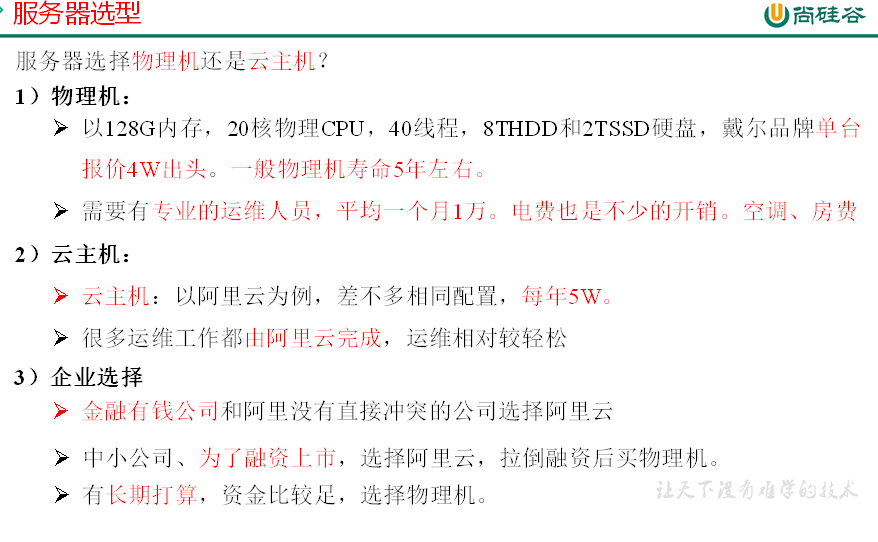 服务器选型
尚硅谷
服务器选择物理机还是云主机?
1）物理机：
➢ 以128G内存，20核物理CPU，40线程，8THDD和2TSSD硬盘，戴尔品牌单台
报价4W出头。一般物理机寿命5年左右。
➢ 需要有专业的运维人员，平均一个月1万。电费也是不少的开销。空调、房费
2）云主机：
➢ 云主机：以阿里云为例，差不多相同配置，每年5W。
➢ 很多运维工作都由阿里云完成，运维相对较轻松
3）企业选择
➢ 金融有钱公司和阿里没有直接冲突的公司选择阿里云
➢ 中小公司、为了融资上市，选择阿里云，拉倒融资后买物理机。
➢ 有长期打算，资金比较足，选择物理机。
让天下没有难学的技术